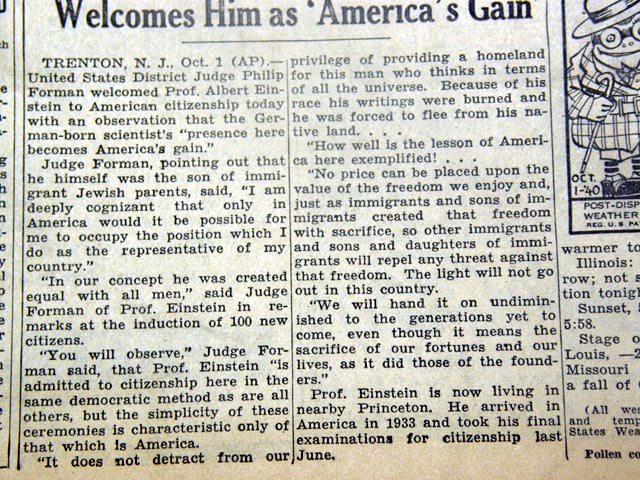 Welcomes Him as 'America's Gain'
TRENTON, N. J., Oct. 1 (AP).—
United States District Judge Philip
Forman welcomed Prof. Albert Ein-
stein to American citizenship today
with an observation that the Ger-
man-born scientist's "presence here
becomes America's gain."
Judge Forman, pointing out that
he himself was the son of immi-
grant Jewish parents, said, "I am
deeply cognizant that only in
America would it be possible for
me to occupy the position which I
do as the representative of my
country."
"In our concept he was created
equal with all men," said Judge
Forman of Prof. Einstein in re-
marks at the induction of 100 new
citizens.
"You will observe," Judge For-
man said, that Prof. Einstein "is
admitted to citizenship here in the
same democratic method as are all
others, but the simplicity of these
ceremonies is characteristic only of
that which is America.
"It does not detract from our
privilege of providing a homeland
for this man who thinks in terms
of all the universe. Because of his
race his writings were burned and
he was forced to flee from his na-
tive land. . . .
"How well is the lesson of Ameri-
ca here exemplified! . . .
"No price can be placed upon the
value of the freedom we enjoy and,
just as immigrants and sons of im-
migrants created that freedom
with sacrifice, so other immigrants
and sons and daughters of immi-
grants will repel any threat against
that freedom. The light will not go
out in this country.
"We will hand it on undimin-
ished to the generations yet to
come, even though it means the
sacrifice of our fortunes and our
lives, as it did those of the found-
ers."
Prof. Einstein is now living in
nearby Princeton. He arrived in
America in 1933 and took his final
examinations for citizenship last
June.
OCT.
1-'40
POST-DISP
WEATHER
REG. U. S. PA
warmer to
Illinois:
row; not
tion tonigh
Sunset,
5:58.
Stage o
Louis, —2
Missouri
a fall of
(All we
and temp
States Wea
Pollen co